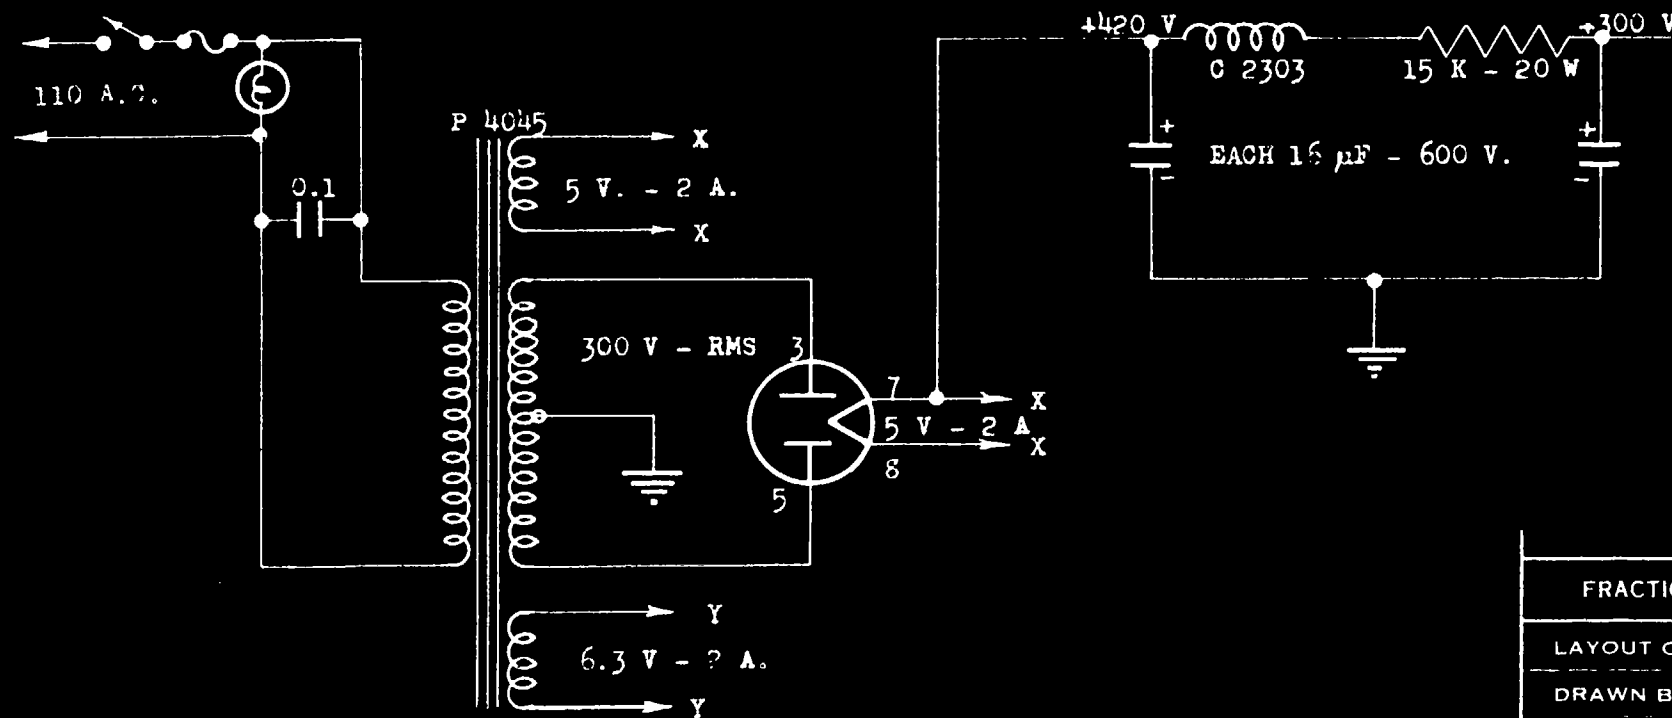 +420 V
+300 V
C 2303
15 K - 20 W
110 A.C.
P 4045
X
EACH 16 µF - 600 V.
+
-
+
-
0.1
5 V. - 2 A.
X
300 V - RMS
3
7
X
5 V - 2 A
X
8
5
Y
6.3 V - A.
Y
FRACTIO
LAYOUT
DRAWN B